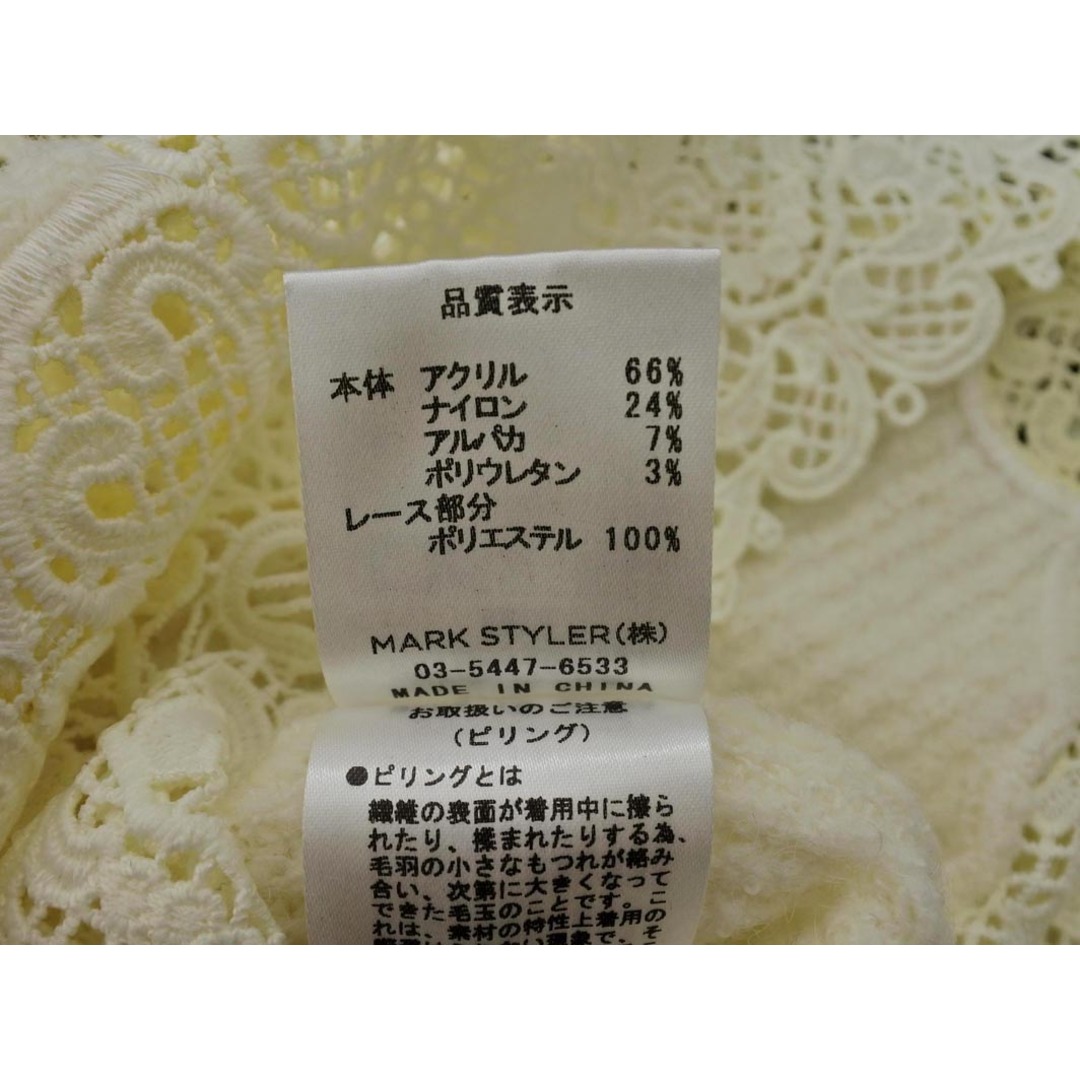 品質表示
本体 アクリル 66%
ナイロン 24%
アルパカ 7%
ポリウレタン 3%
レース部分
ポリエステル 100%
MARK STYLER(株)
03-5447-6533
MADE IN CHINA
お取扱いのご注意
(ピリング)
●ピリングとは
繊維の表面が着用中に擦ら
れたり、揉まれたりする為、
毛羽の小さなもつれが絡み
合い、次第に大きくなって
できた毛玉のことです。こ
れは、素材の特性上着用の